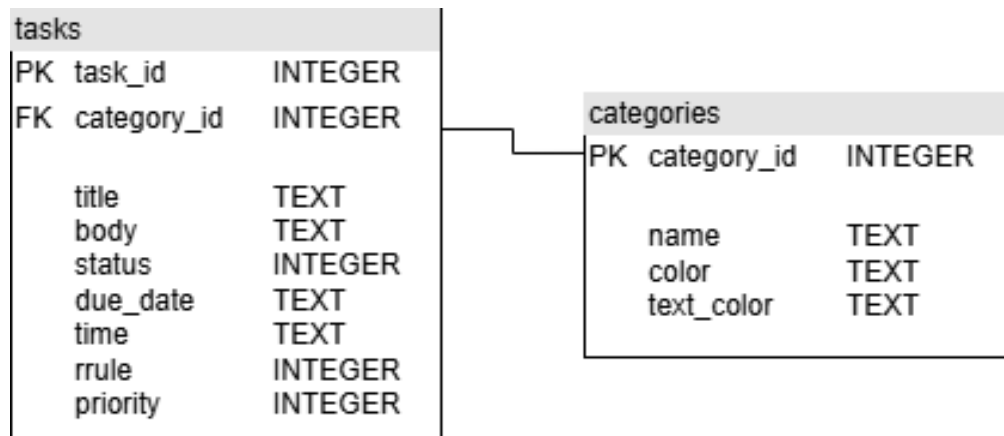 tasks
PK task_id INTEGER
FK category_id INTEGER
title TEXT
body TEXT
status INTEGER
due_date TEXT
time TEXT
rrule INTEGER
priority INTEGER
categories
PK category_id INTEGER
name TEXT
color TEXT
text_color TEXT